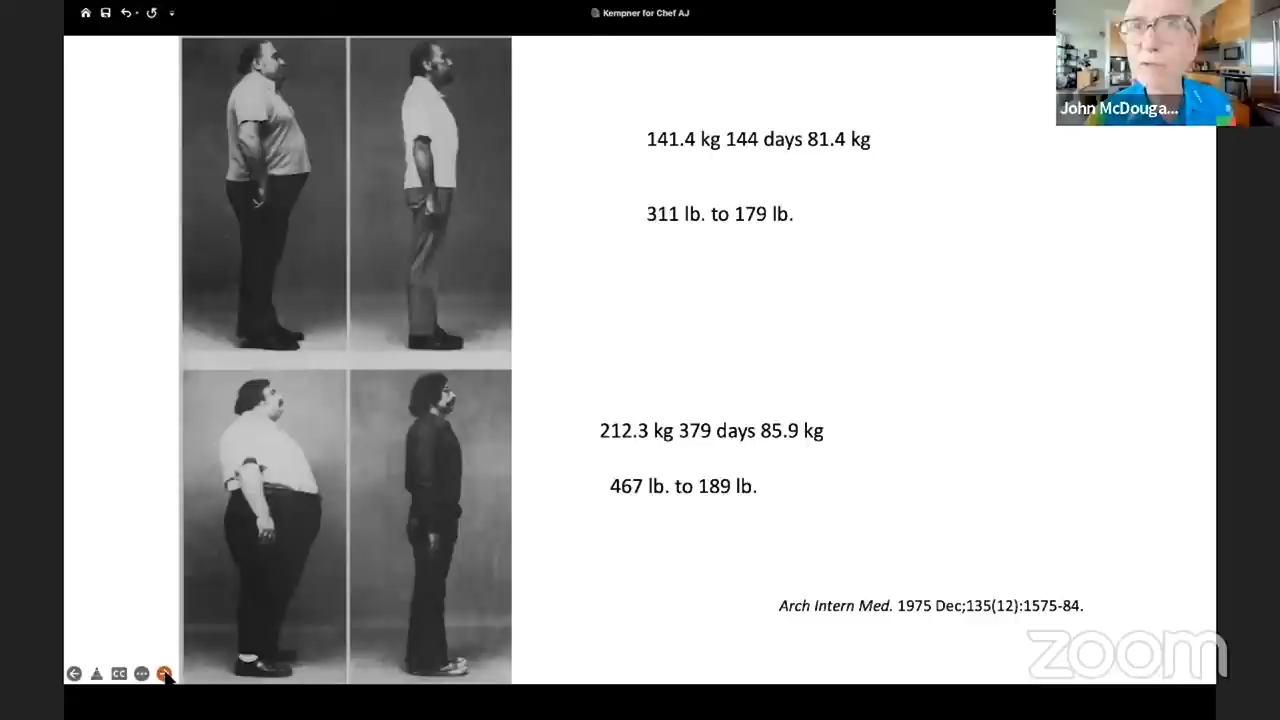 Kempner for Chef AJ
John McDouga...
141.4 kg 144 days 81.4 kg
311 lb. to 179 lb.
212.3 kg 379 days 85.9 kg
467 lb. to 189 lb.
Arch Intern Med. 1975 Dec;135(12):1575-84.
zoom
CC